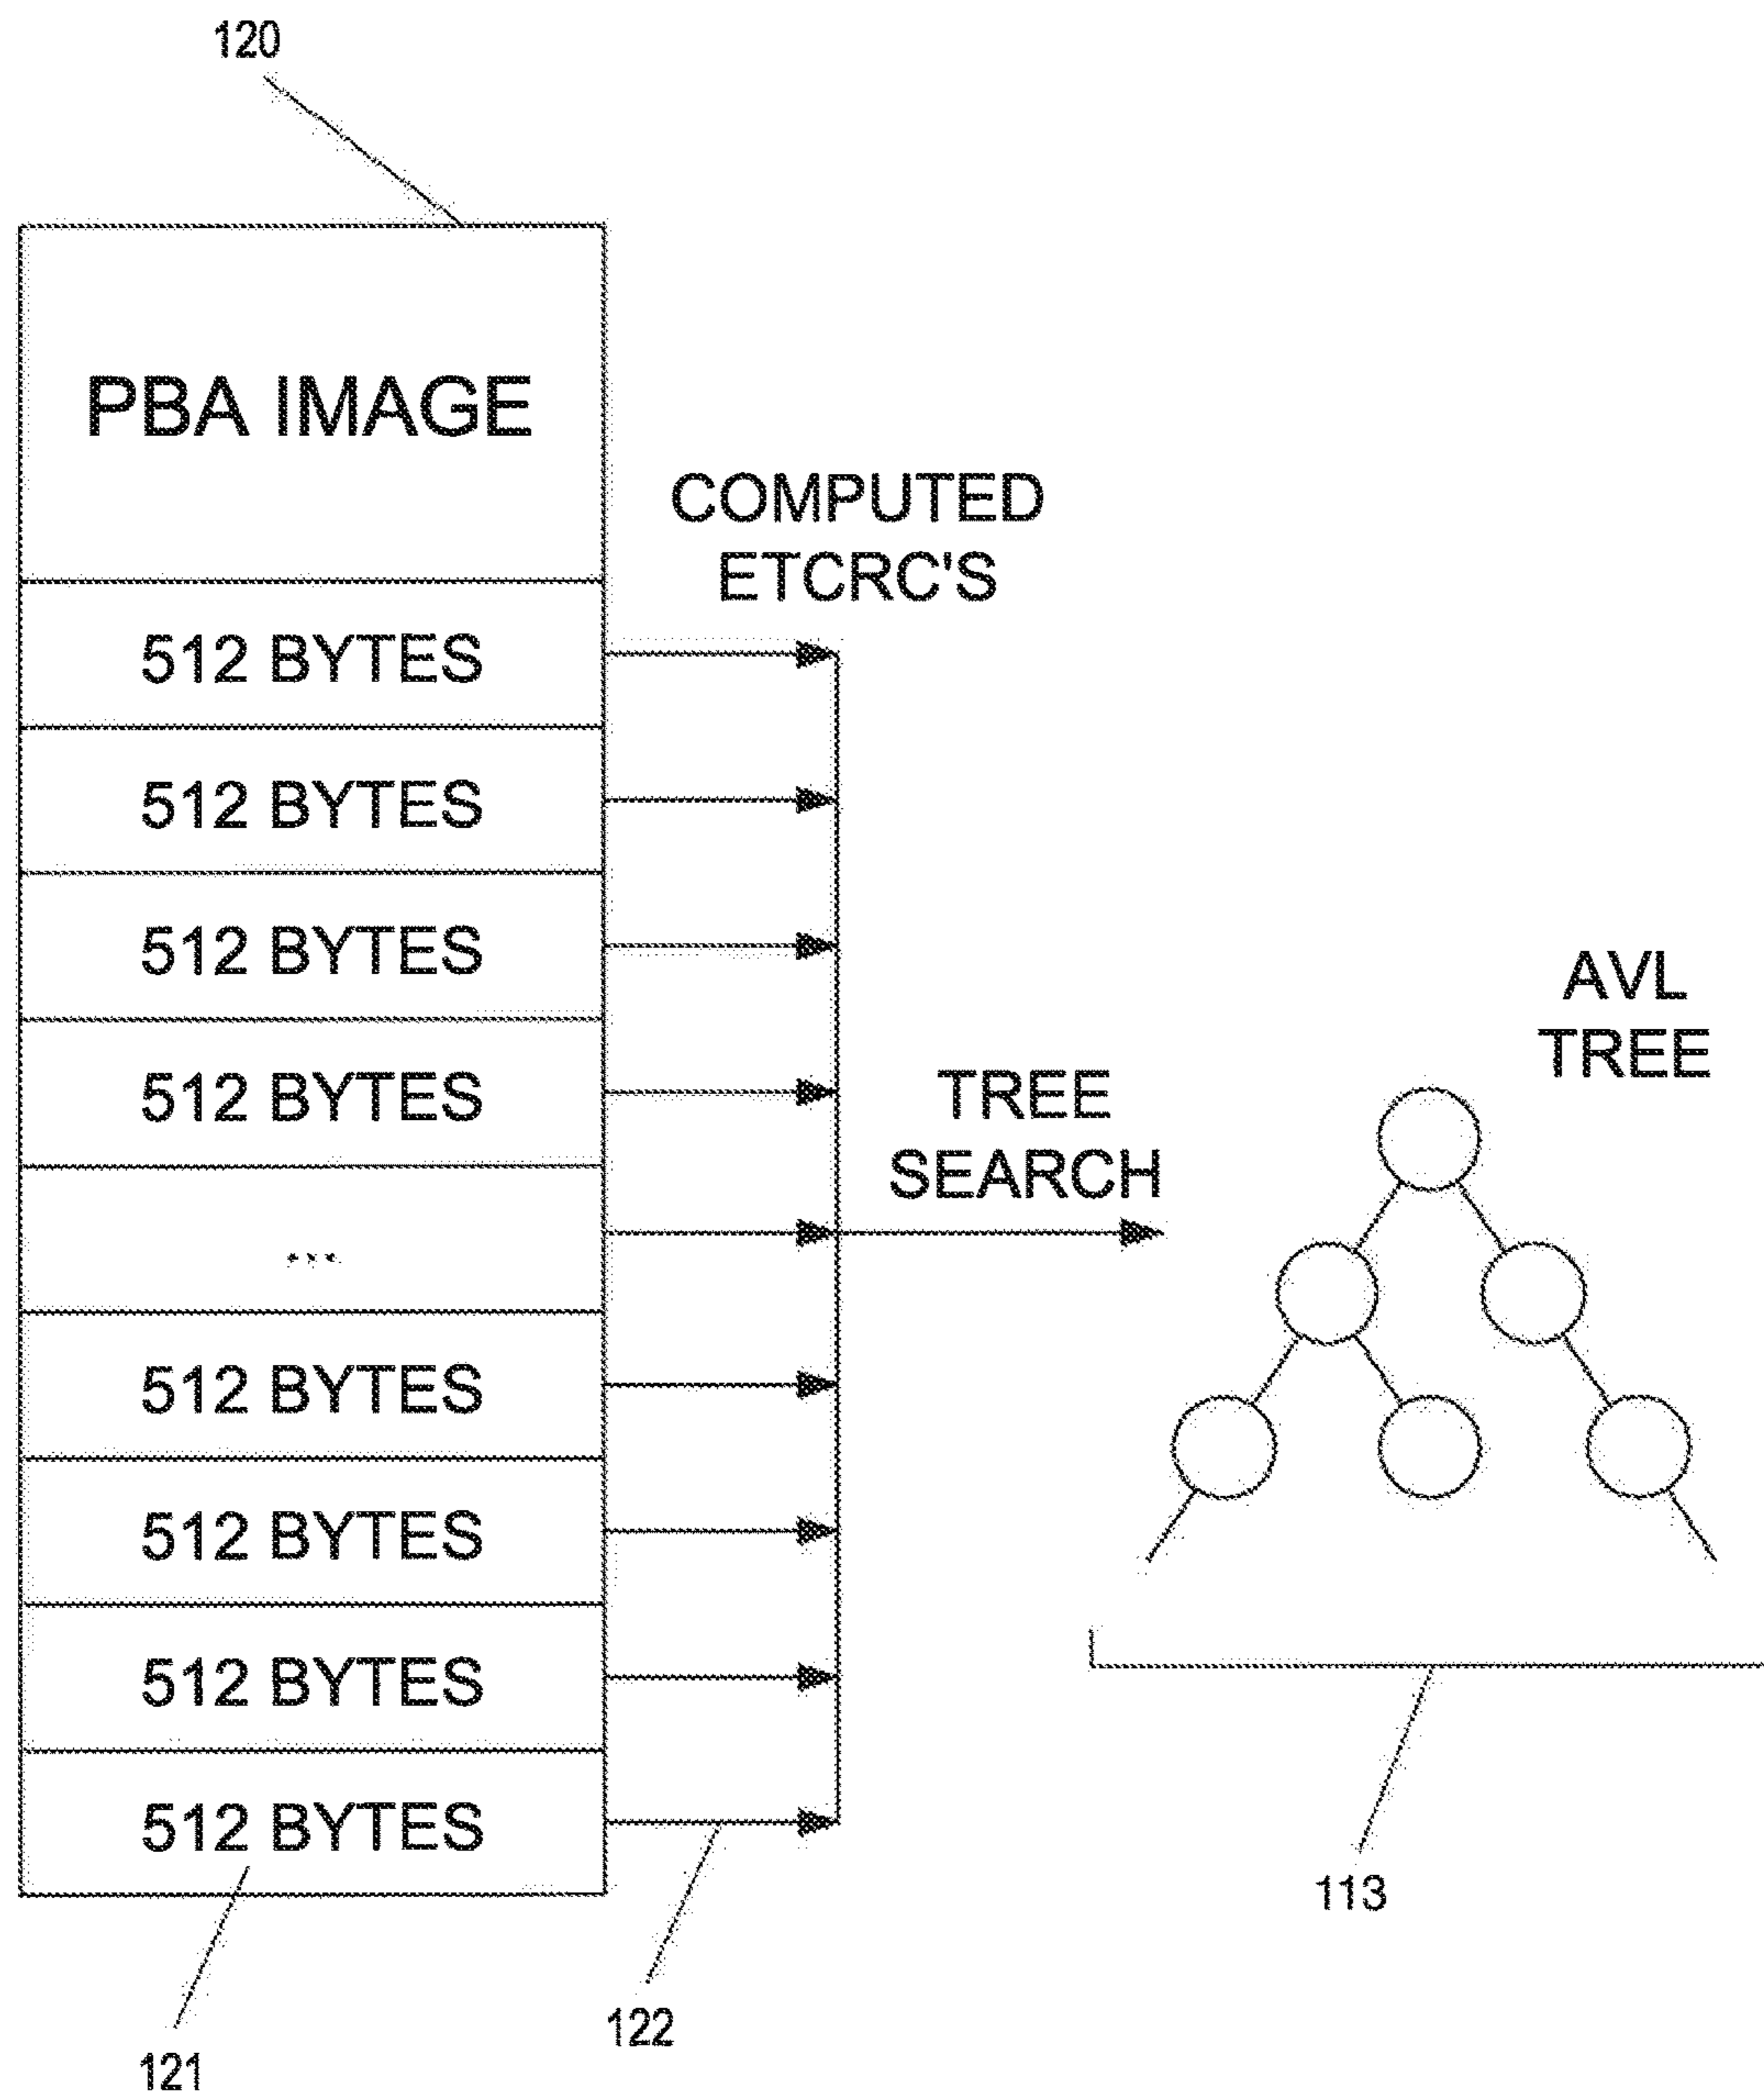 120
PBA IMAGE
COMPUTED
ETCRC'S
512 BYTES
512 BYTES
512 BYTES
512 BYTES
...
512 BYTES
512 BYTES
512 BYTES
512 BYTES
TREE
SEARCH
AVL
TREE
113
122
121